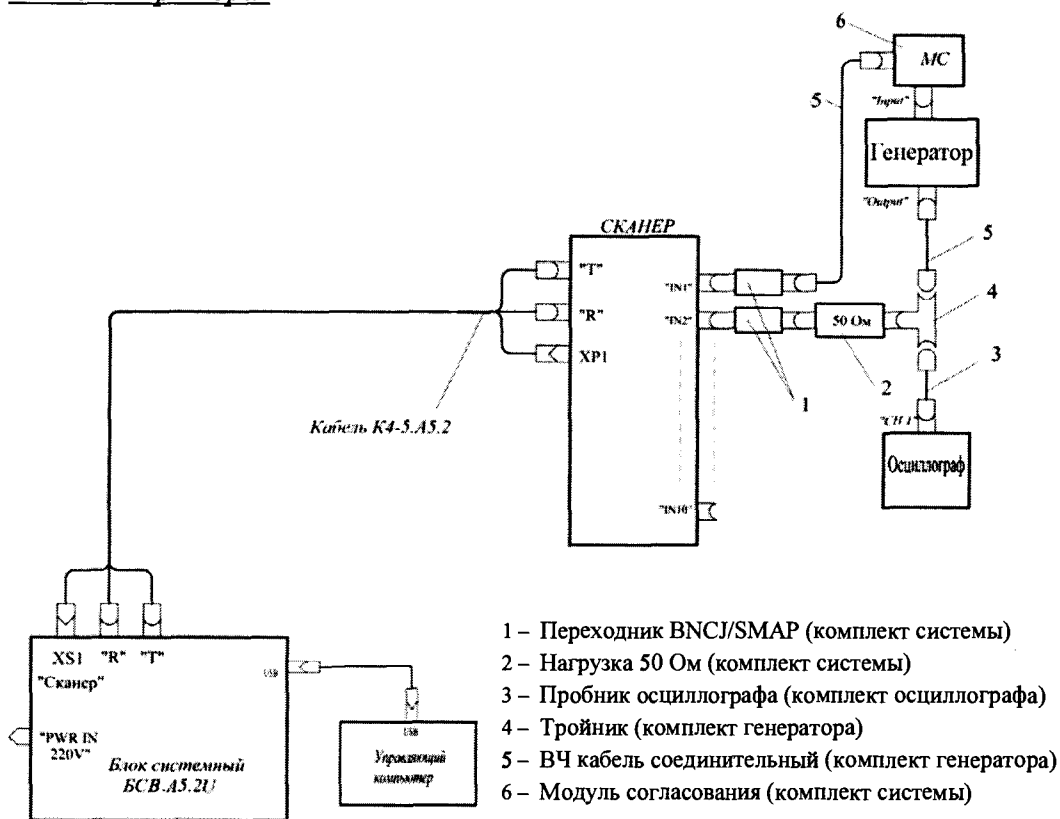 6
МС
"Input"
5
Генератор
"Output"
СКАНЕР
5
"T"
"IN1"
4
"R"
"IN2"
50 Ом
XP1
3
2
1
Кабель К4-5.А5.2
"CH 1"
Осциллограф
"IN10"
1 – Переходник BNCJ/SMAP (комплект системы)
XS1 "R" "T"
USB
2 – Нагрузка 50 Ом (комплект системы)
"Сканер"
3 – Пробник осциллографа (комплект осциллографа)
USB
4 – Тройник (комплект генератора)
"PWR IN
220V"
Управляющий
компьютер
5 – ВЧ кабель соединительный (комплект генератора)
Блок системный
БСВ.А5.2U
6 – Модуль согласования (комплект системы)